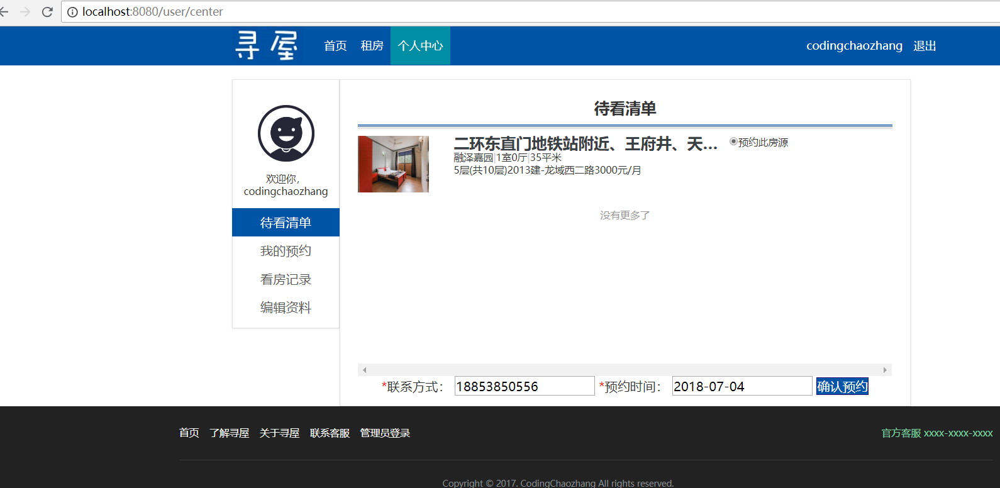 localhost:8080/user/center
寻屋 首页 租房 个人中心 codingchaozhang 退出
欢迎你，
codingchaozhang
待看清单
我的预约
看房记录
编辑资料
待看清单
二环东直门地铁站附近、王府井、天... 预约此房源
融泽嘉园|1室0厅|35平米
5层(共10层)2013建-龙域西二路3000元/月
没有更多了
*联系方式： 18853850556 *预约时间： 2018-07-04 确认预约
首页 了解寻屋 关于寻屋 联系客服 管理员登录 官方客服 xxxx-xxxx-xxxx
Copyright © 2017. CodingChaozhang All rights reserved.